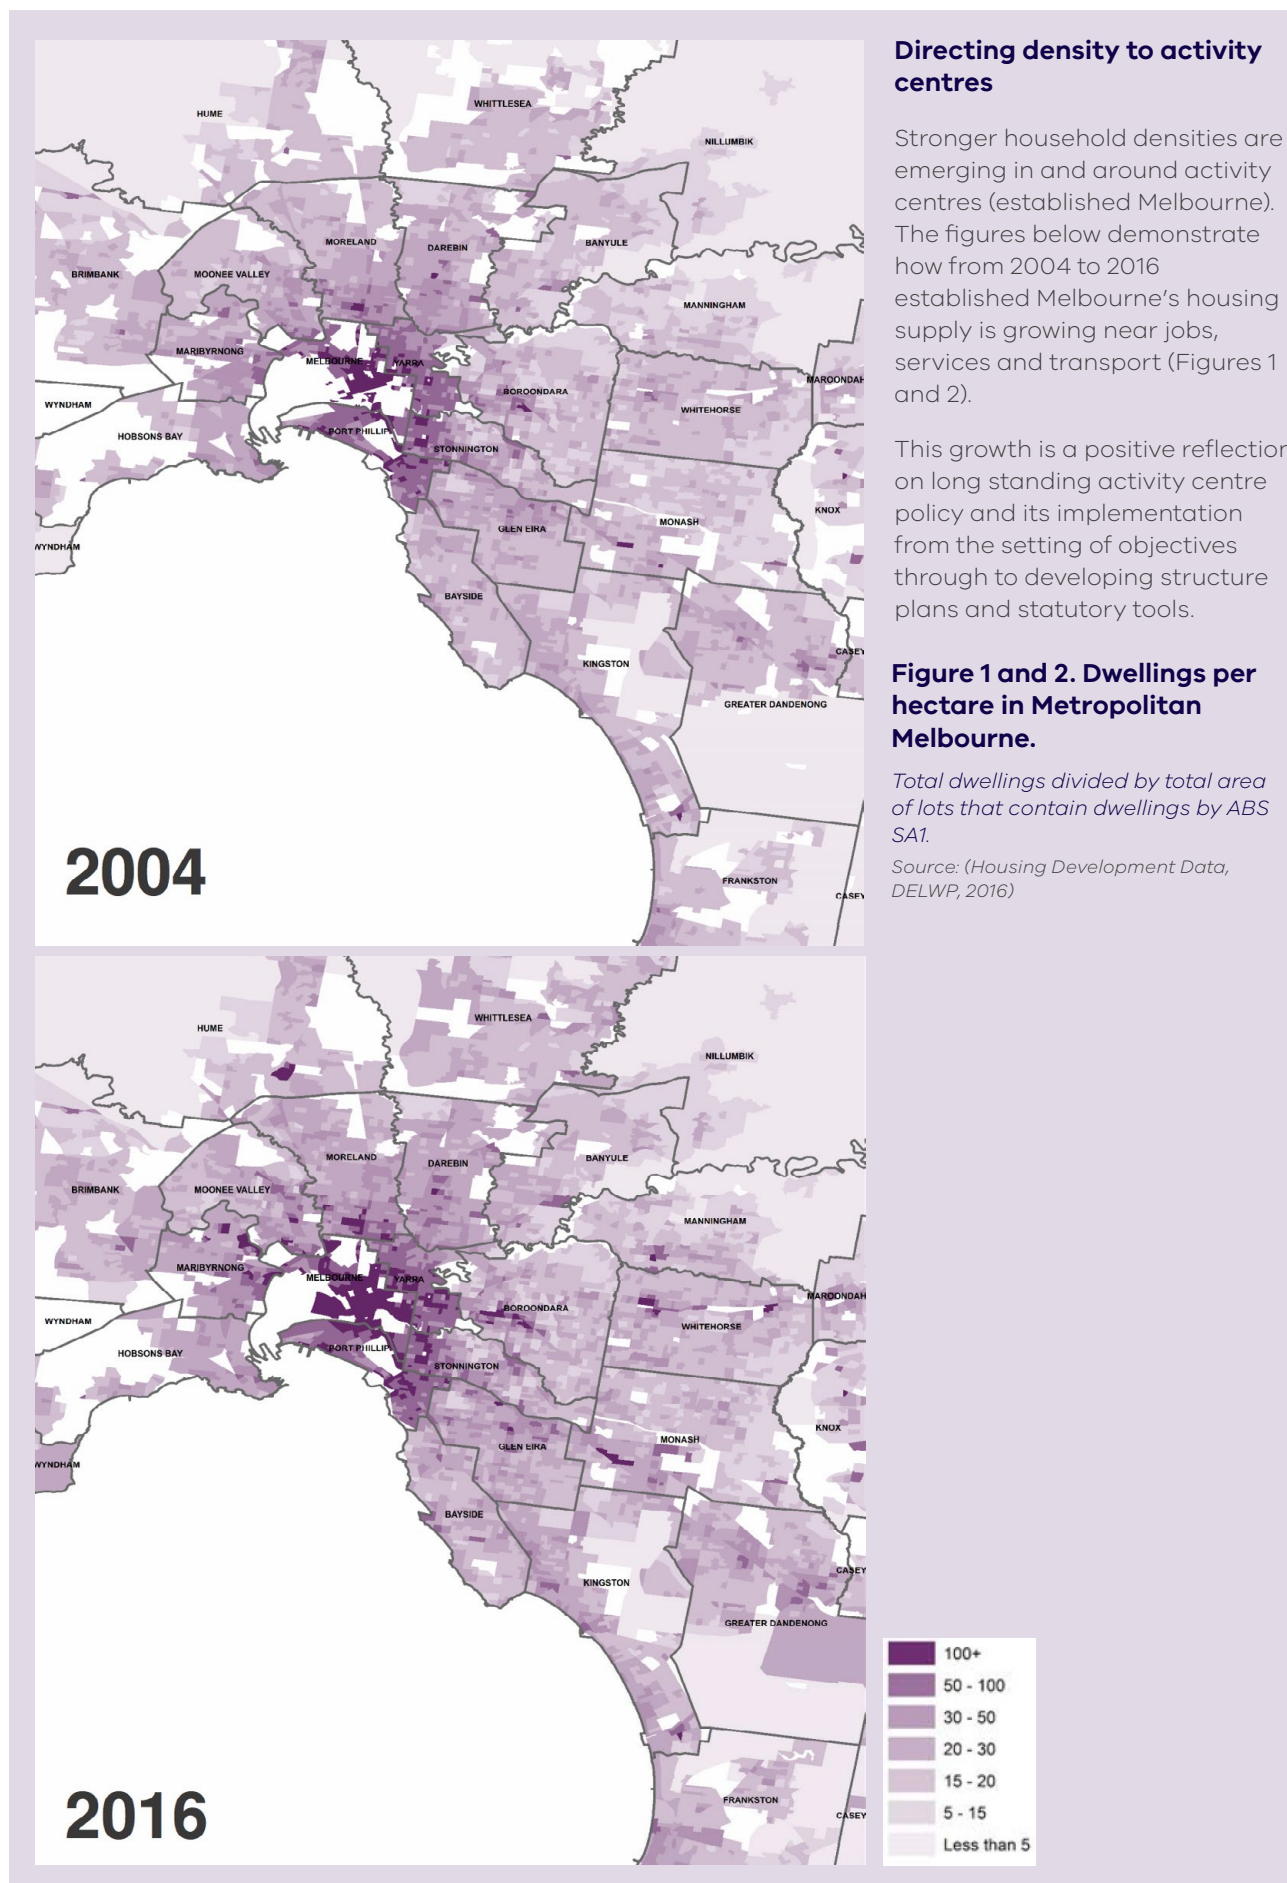 Directing density to activity
centres
Stronger household densities are
emerging in and around activity
centres (established Melbourne).
The figures below demonstrate
how from 2004 to 2016
established Melbourne's housing
supply is growing near jobs,
services and transport (Figures 1
and 2).
This growth is a positive reflection
on long standing activity centre
policy and its implementation
from the setting of objectives
through to developing structure
plans and statutory tools.
Figure 1 and 2. Dwellings per
hectare in Metropolitan
Melbourne.
Total dwellings divided by total area
of lots that contain dwellings by ABS
SA1.
Source: (Housing Development Data,
DELWP, 2016)
HUME
WHITTLESEA
NILLUMBIK
MORELAND
DAREBIN
BANYULE
BRIMBANK
MOONEE VALLEY
MANNINGHAM
MARIBYRNONG
MELBOURNE
YARRA
MAROONDAH
BOROONDARA
WHITEHORSE
WYNDHAM
HOBSONS BAY
PORT PHILLIP
STONNINGTON
KNOX
GLEN EIRA
MONASH
WYNDHAM
BAYSIDE
CASEY
KINGSTON
GREATER DANDENONG
2004
FRANKSTON
CASEY
HUME
WHITTLESEA
NILLUMBIK
MORELAND
DAREBIN
BANYULE
BRIMBANK
MOONEE VALLEY
MANNINGHAM
MARIBYRNONG
MELBOURNE
YARRA
MAROONDAH
BOROONDARA
WHITEHORSE
WYNDHAM
HOBSONS BAY
PORT PHILLIP
STONNINGTON
KNOX
GLEN EIRA
MONASH
WYNDHAM
BAYSIDE
CASEY
KINGSTON
GREATER DANDENONG
2016
FRANKSTON
CASEY
100+
50 - 100
30 - 50
20 - 30
15 - 20
5 - 15
Less than 5